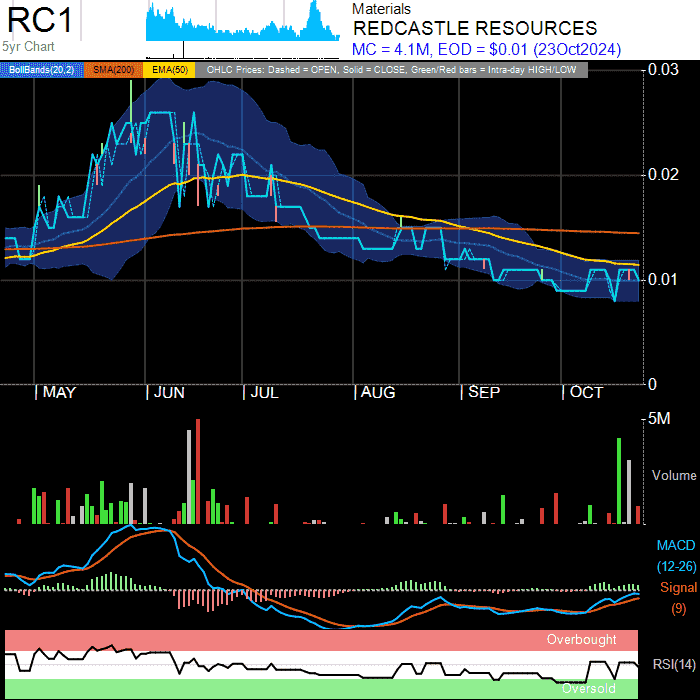 RC1
5yr Chart
Materials
REDCASTLE RESOURCES
MC = 4.1M, EOD = $0.01 (23Oct2024)
BollBands(20,2) SMA(200) EMA(50) OHLC Prices: Dashed = OPEN, Solid = CLOSE, Green/Red bars = Intra-day HIGH/LOW
0.03
0.02
0.01
0
MAY JUN JUL AUG SEP OCT
5M
Volume
MACD
(12-26)
Signal
(9)
Overbought
RSI(14)
Oversold